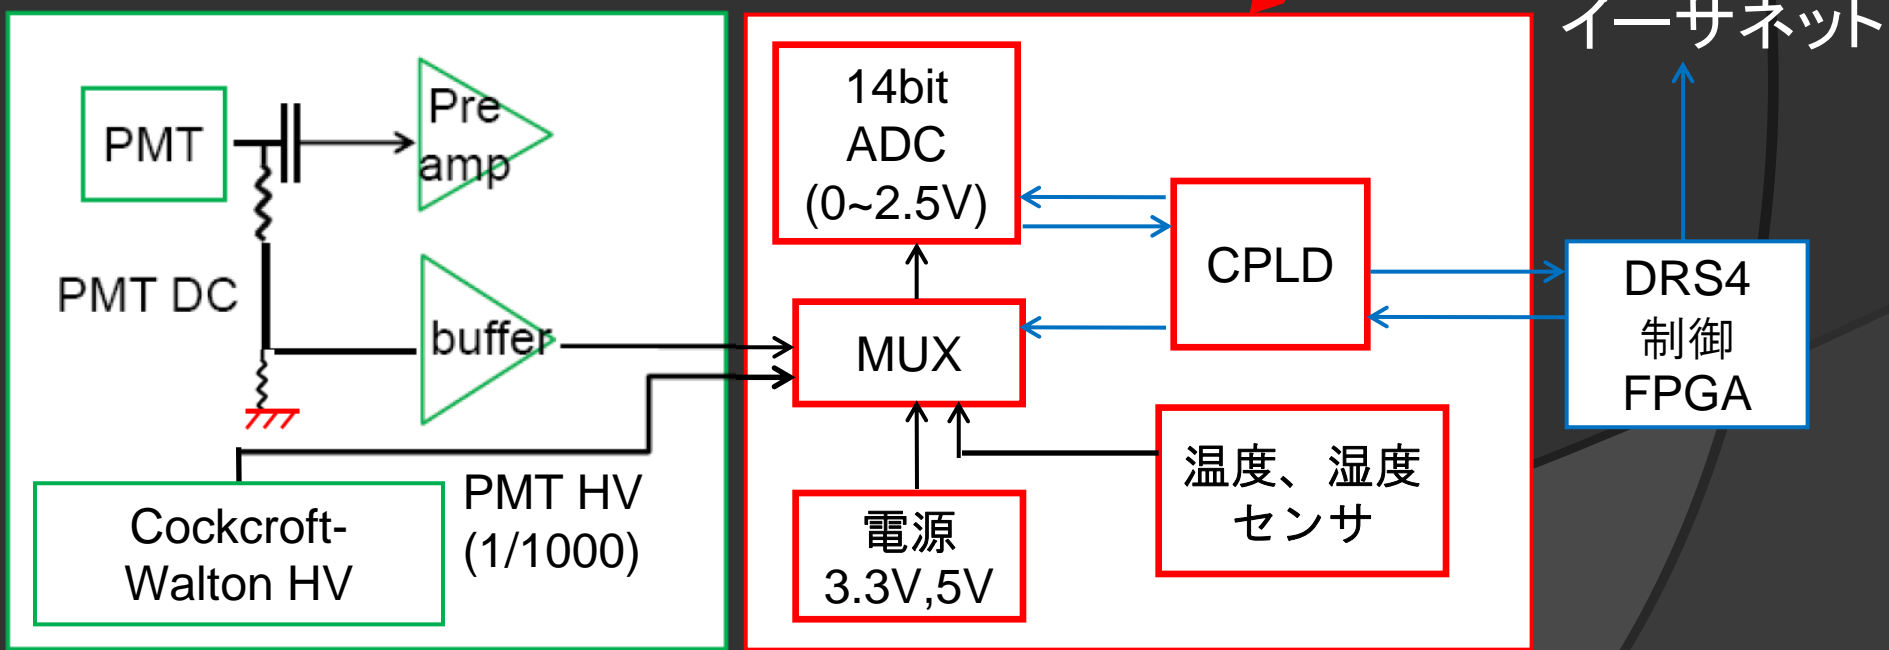 イーサネット
PMT
Pre
amp
PMT DC
buffer
Cockcroft-
Walton HV
PMT HV
(1/1000)
14bit
ADC
(0~2.5V)
MUX
CPLD
電源
3.3V,5V
温度、湿度
センサ
DRS4
制御
FPGA